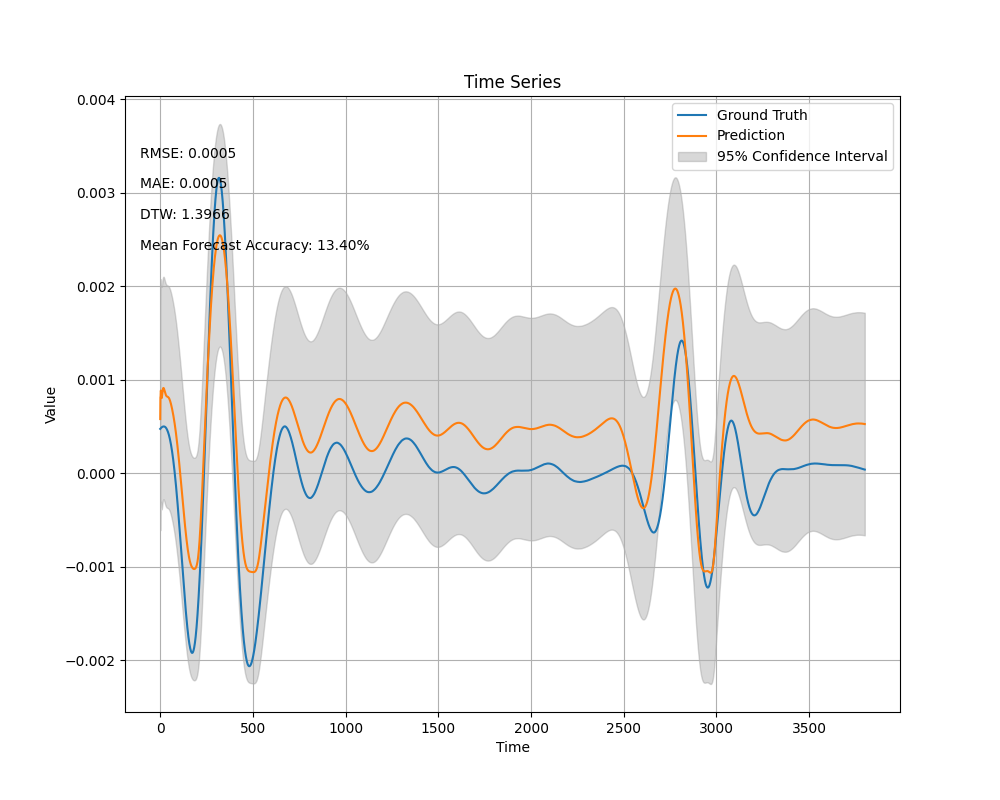 Time Series
Ground Truth
Prediction
95% Confidence Interval
RMSE: 0.0005
MAE: 0.0005
DTW: 1.3966
Mean Forecast Accuracy: 13.40%
Value
0.004
0.003
0.002
0.001
0.000
−0.001
−0.002
0 500 1000 1500 2000 2500 3000 3500
Time